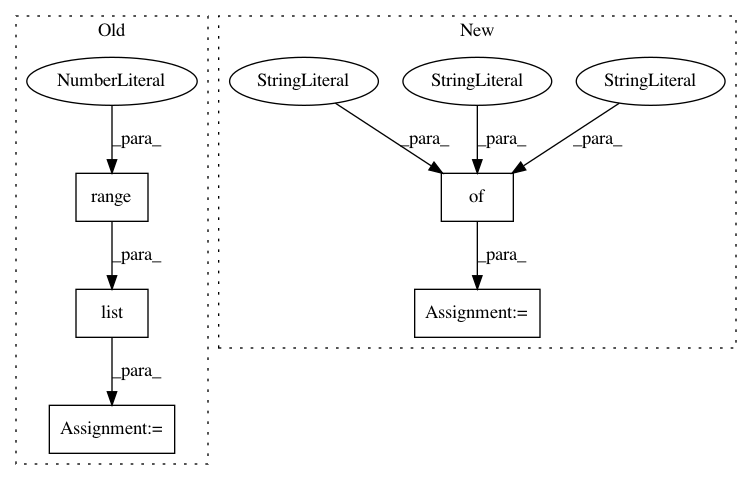 Old
New
NumberLiteral
StringLiteral
StringLiteral
StringLiteral
_para_
_para_
_para_
_para_
range
of
_para_
_para_
list
Assignment:=
_para_
Assignment:=